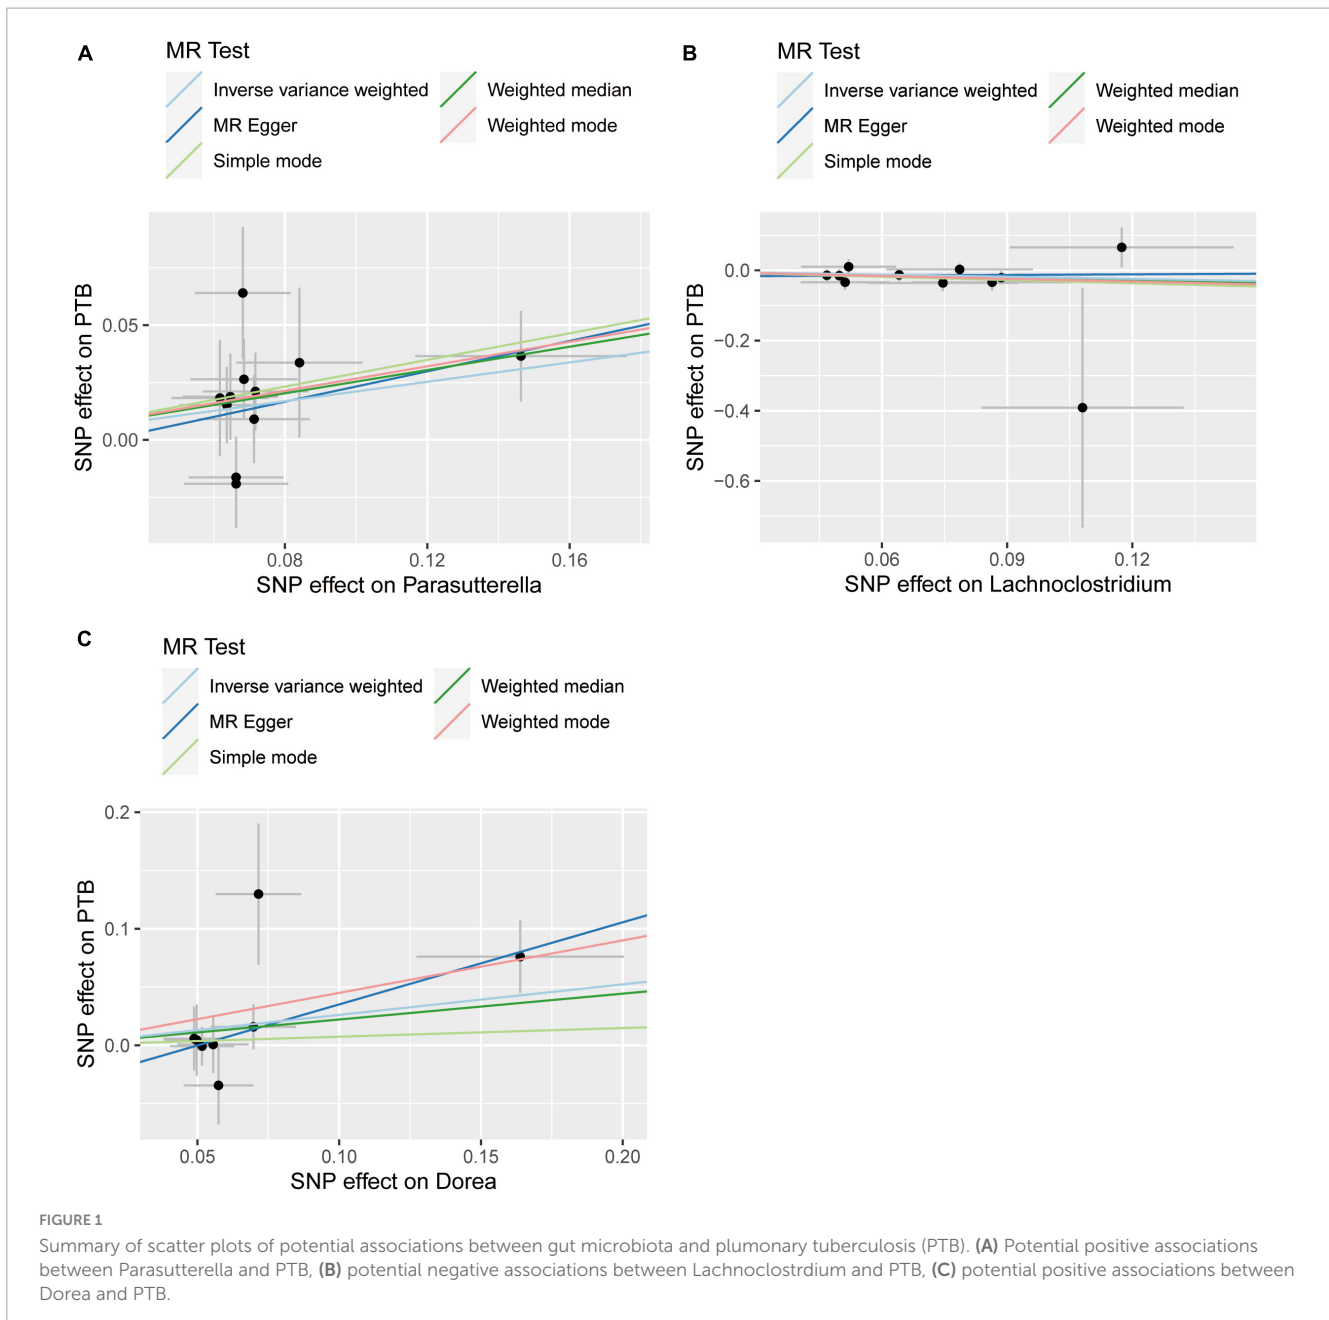 A
MR Test
Inverse variance weighted
Weighted median
MR Egger
Weighted mode
Simple mode
SNP effect on PTB
0.05
0.00
0.08
0.12
0.16
SNP effect on Parasutterella
B
MR Test
Inverse variance weighted
Weighted median
MR Egger
Weighted mode
Simple mode
SNP effect on PTB
0.0
−0.2
−0.4
−0.6
0.06
0.09
0.12
SNP effect on Lachnoclostridium
C
MR Test
Inverse variance weighted
Weighted median
MR Egger
Weighted mode
Simple mode
SNP effect on PTB
0.2
0.1
0.0
0.05
0.10
0.15
0.20
SNP effect on Dorea
FIGURE 1
Summary of scatter plots of potential associations between gut microbiota and plumonary tuberculosis (PTB). (A) Potential positive associations
between Parasutterella and PTB, (B) potential negative associations between Lachnoclostrdium and PTB, (C) potential positive associations between
Dorea and PTB.